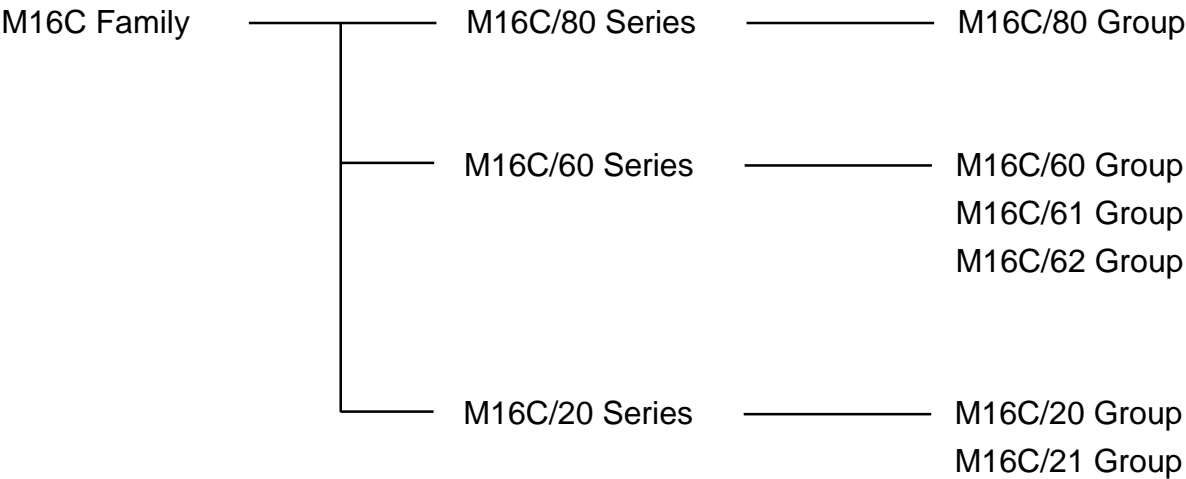 M16C Family M16C/80 Series M16C/80 Group
M16C/60 Series M16C/60 Group
M16C/61 Group
M16C/62 Group
M16C/20 Series M16C/20 Group
M16C/21 Group